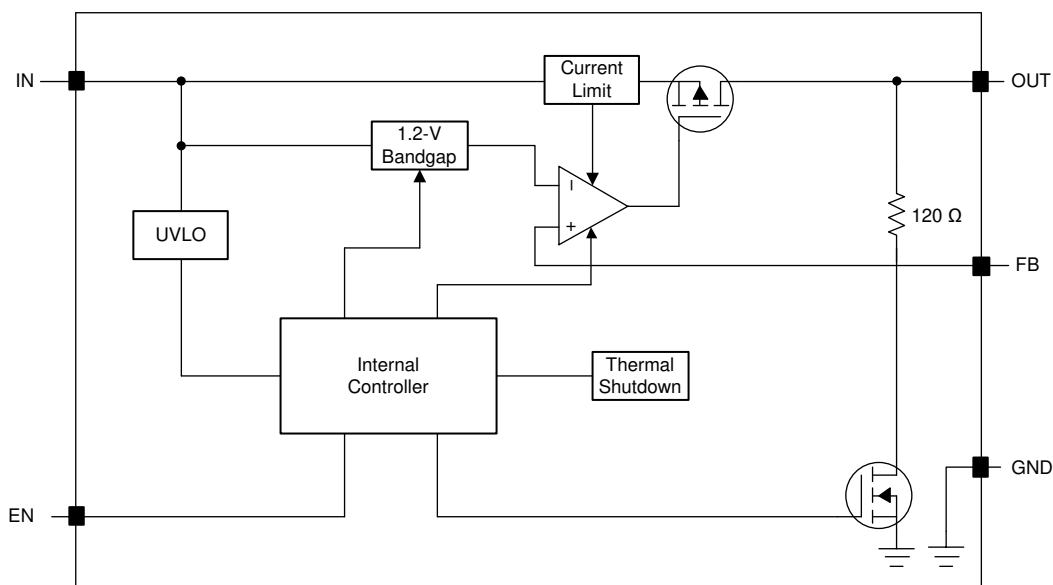 IN
Current
Limit
OUT
1.2-V
Bandgap
–
+
120 Ω
UVLO
FB
Internal
Controller
Thermal
Shutdown
GND
EN